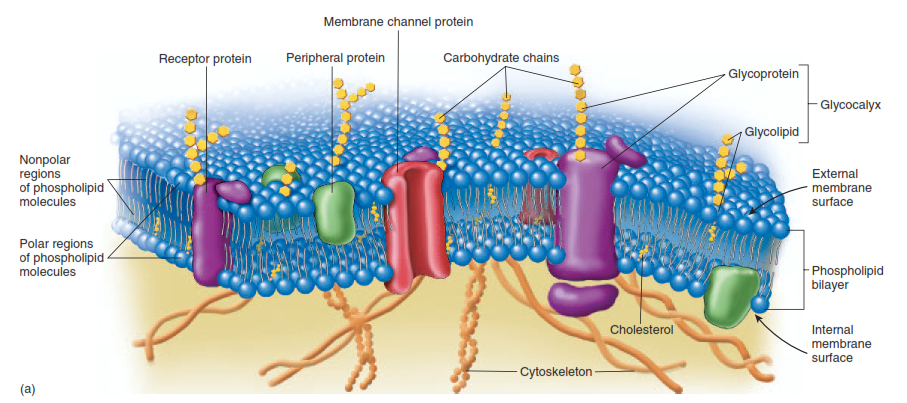 Membrane channel protein
Receptor protein
Peripheral protein
Carbohydrate chains
Glycoprotein
Glycocalyx
Glycolipid
Nonpolar
regions
of phospholipid
molecules
External
membrane
surface
Polar regions
of phospholipid
molecules
Phospholipid
bilayer
Cholesterol
Internal
membrane
surface
Cytoskeleton
(a)